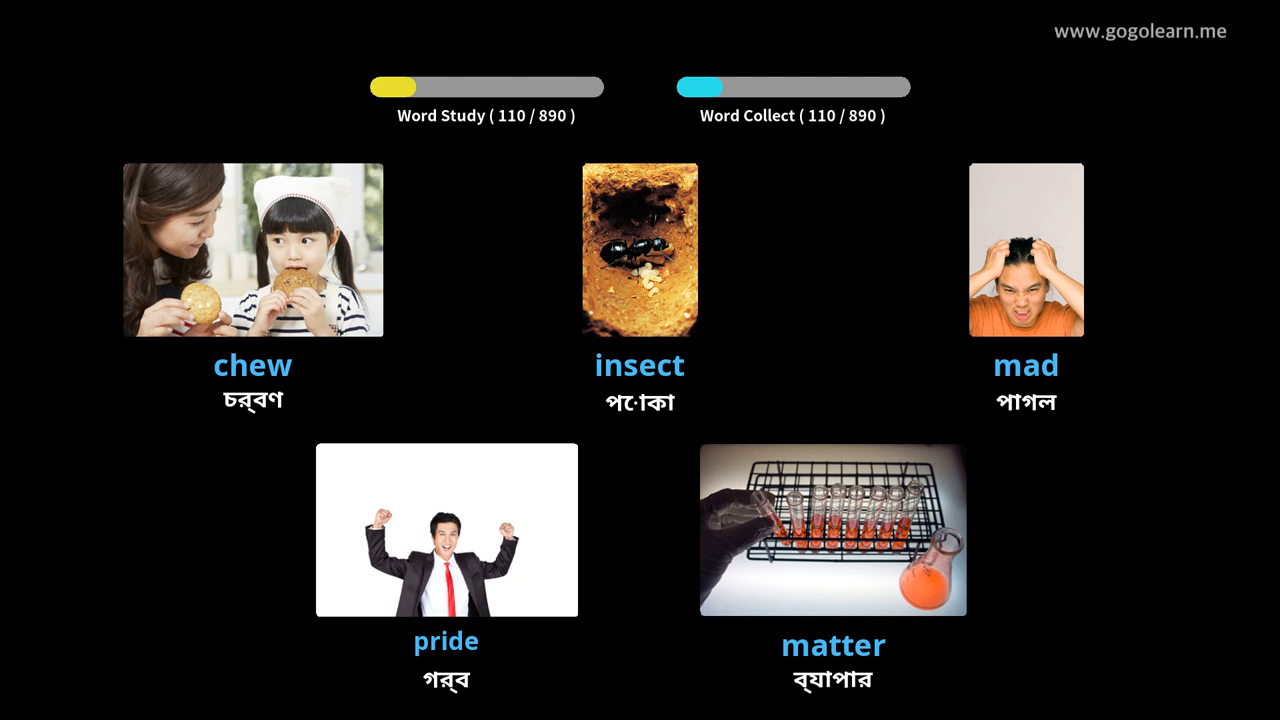 www.gogolearn.me
Word Study ( 110 / 890 )
Word Collect ( 110 / 890 )
chew
চর্বণ
insect
পোকা
mad
পাগল
pride
গর্ব
matter
ব্যাপার